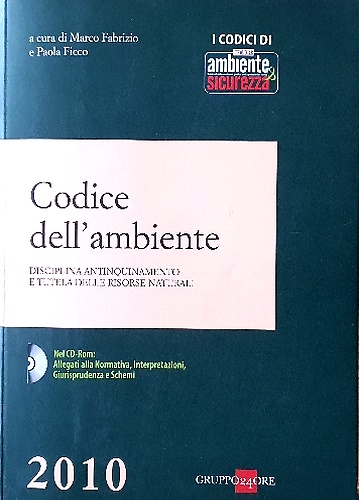 a cura di Marco Fabrizio
e Paola Ficco
I CODICI DI
ambiente&
sicurezza
Codice
dell'ambiente
DISCIPLINA ANTINQUINAMENTO
E TUTELA DELLE RISORSE NATURALI
Nel CD-Rom:
Allegati alla Normativa, Interpretazioni,
Giurisprudenza e Schemi
2010
GRUPPO24ORE